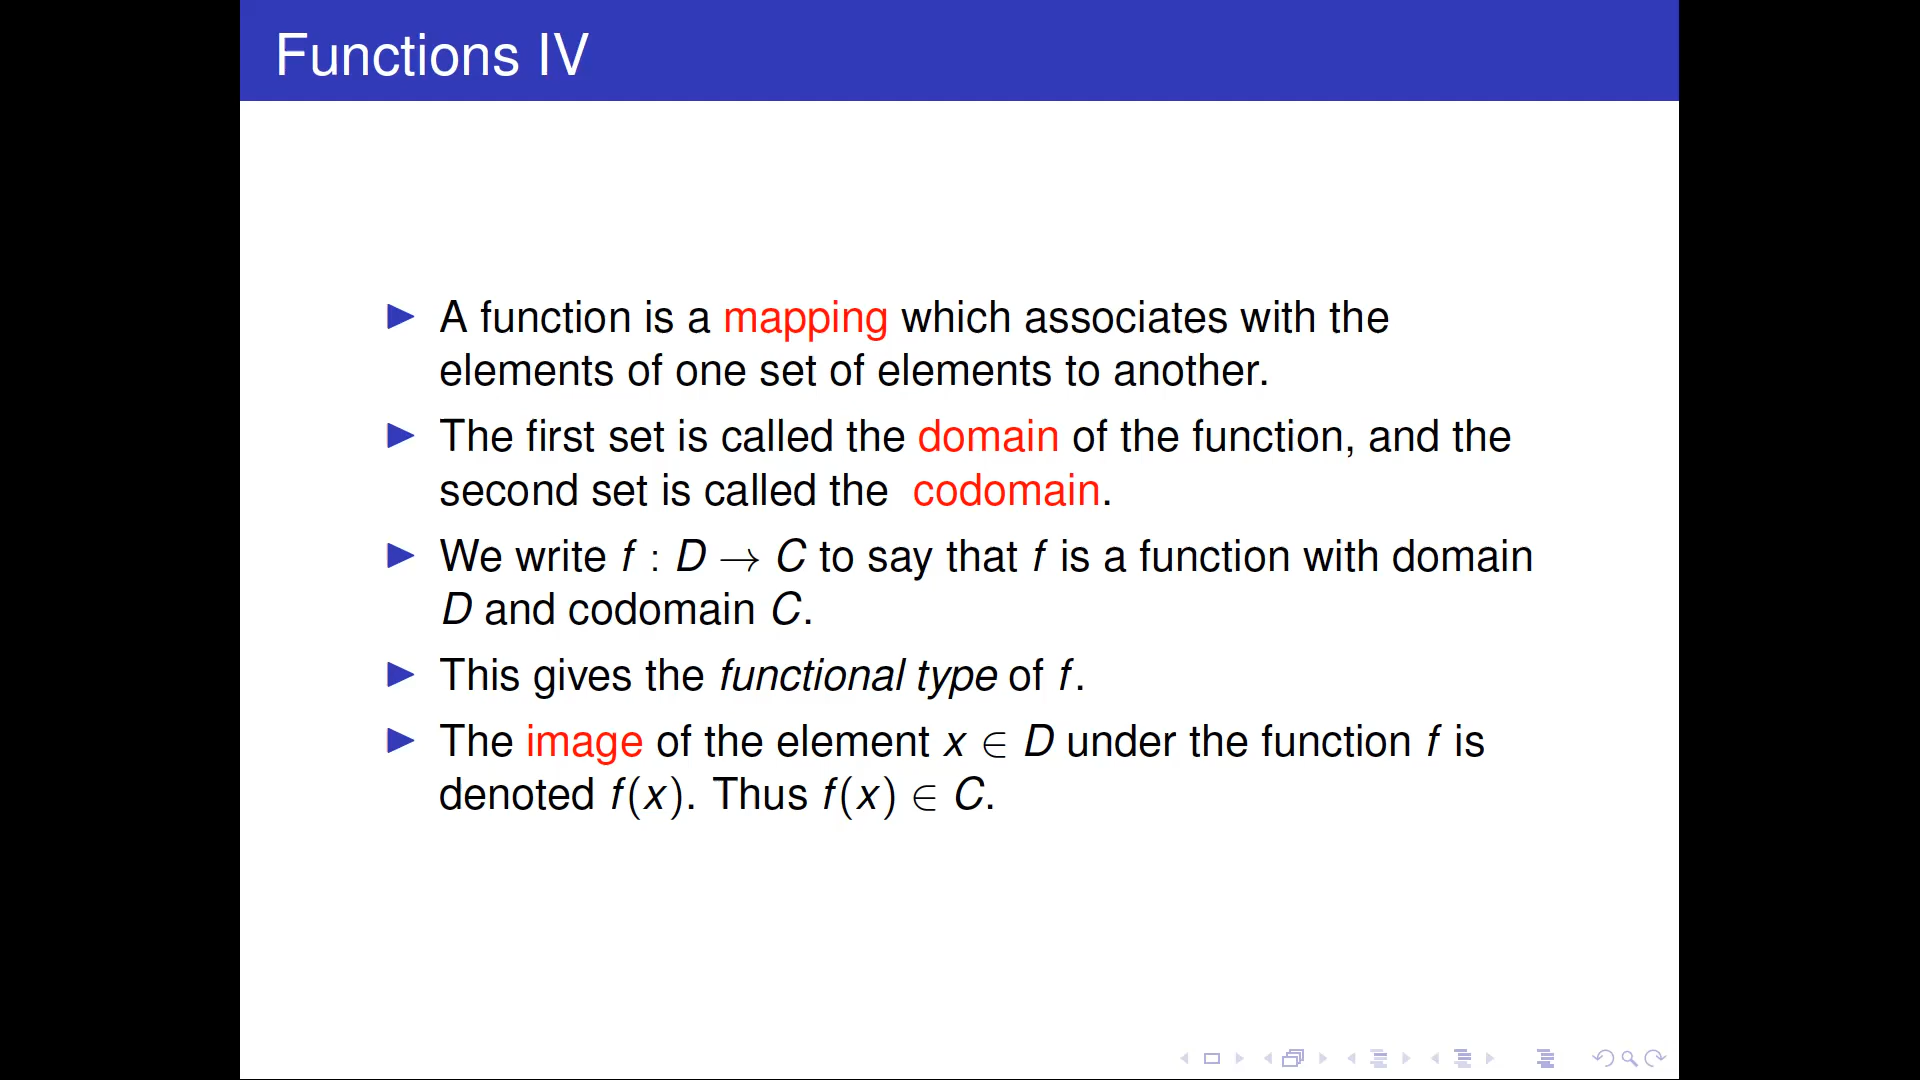 Functions IV
A function is a mapping which associates with the
elements of one set of elements to another.
The first set is called the domain of the function, and the
second set is called the codomain.
We write f : D → C to say that f is a function with domain
D and codomain C.
This gives the functional type of f.
The image of the element x ∈ D under the function f is
denoted f(x). Thus f(x) ∈ C.